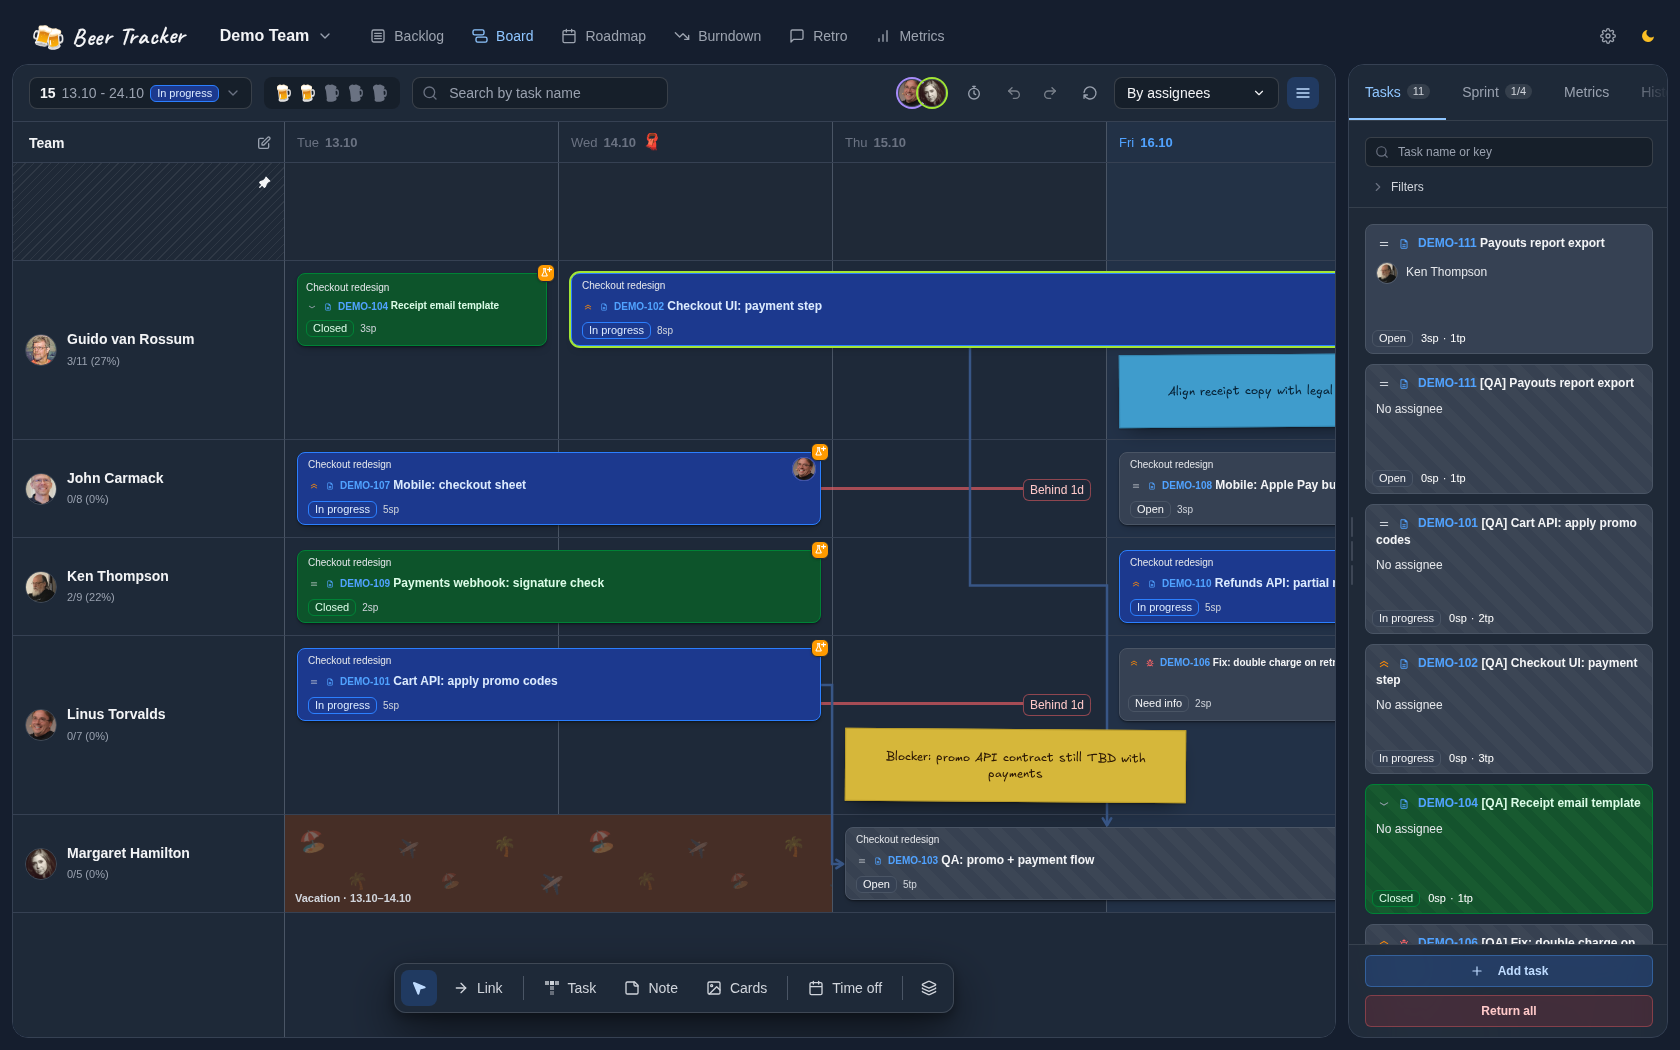 Beer Tracker
Demo Team
Backlog
Board
Roadmap
Burndown
Retro
Metrics
15 13.10 - 24.10 In progress
Search by task name
By assignees
Team
Tue 13.10
Wed 14.10
Thu 15.10
Fri 16.10
Checkout redesign
DEMO-104 Receipt email template
Closed 3sp
Checkout redesign
DEMO-102 Checkout UI: payment step
In progress 8sp
Guido van Rossum
3/11 (27%)
Align receipt copy with legal
John Carmack
0/8 (0%)
Checkout redesign
DEMO-107 Mobile: checkout sheet
In progress 5sp
Behind 1d
Checkout redesign
DEMO-108 Mobile: Apple Pay bu
Open 3sp
Ken Thompson
2/9 (22%)
Checkout redesign
DEMO-109 Payments webhook: signature check
Closed 2sp
Checkout redesign
DEMO-110 Refunds API: partial r
In progress 5sp
Linus Torvalds
0/7 (0%)
Checkout redesign
DEMO-101 Cart API: apply promo codes
In progress 5sp
Behind 1d
DEMO-106 Fix: double charge on retr
Need info 2sp
Blocker: promo API contract still TBD with
payments
Margaret Hamilton
0/5 (0%)
Vacation · 13.10–14.10
Checkout redesign
DEMO-103 QA: promo + payment flow
Open 5tp
Link
Task
Note
Cards
Time off
Tasks 11
Sprint 1/4
Metrics
Hist
Task name or key
Filters
DEMO-111 Payouts report export
Ken Thompson
Open 3sp · 1tp
DEMO-111 [QA] Payouts report export
No assignee
Open 0sp · 1tp
DEMO-101 [QA] Cart API: apply promo
codes
No assignee
In progress 0sp · 2tp
DEMO-102 [QA] Checkout UI: payment
step
No assignee
In progress 0sp · 3tp
DEMO-104 [QA] Receipt email template
No assignee
Closed 0sp · 1tp
DEMO-106 [QA] Fix: double charge on
Add task
Return all